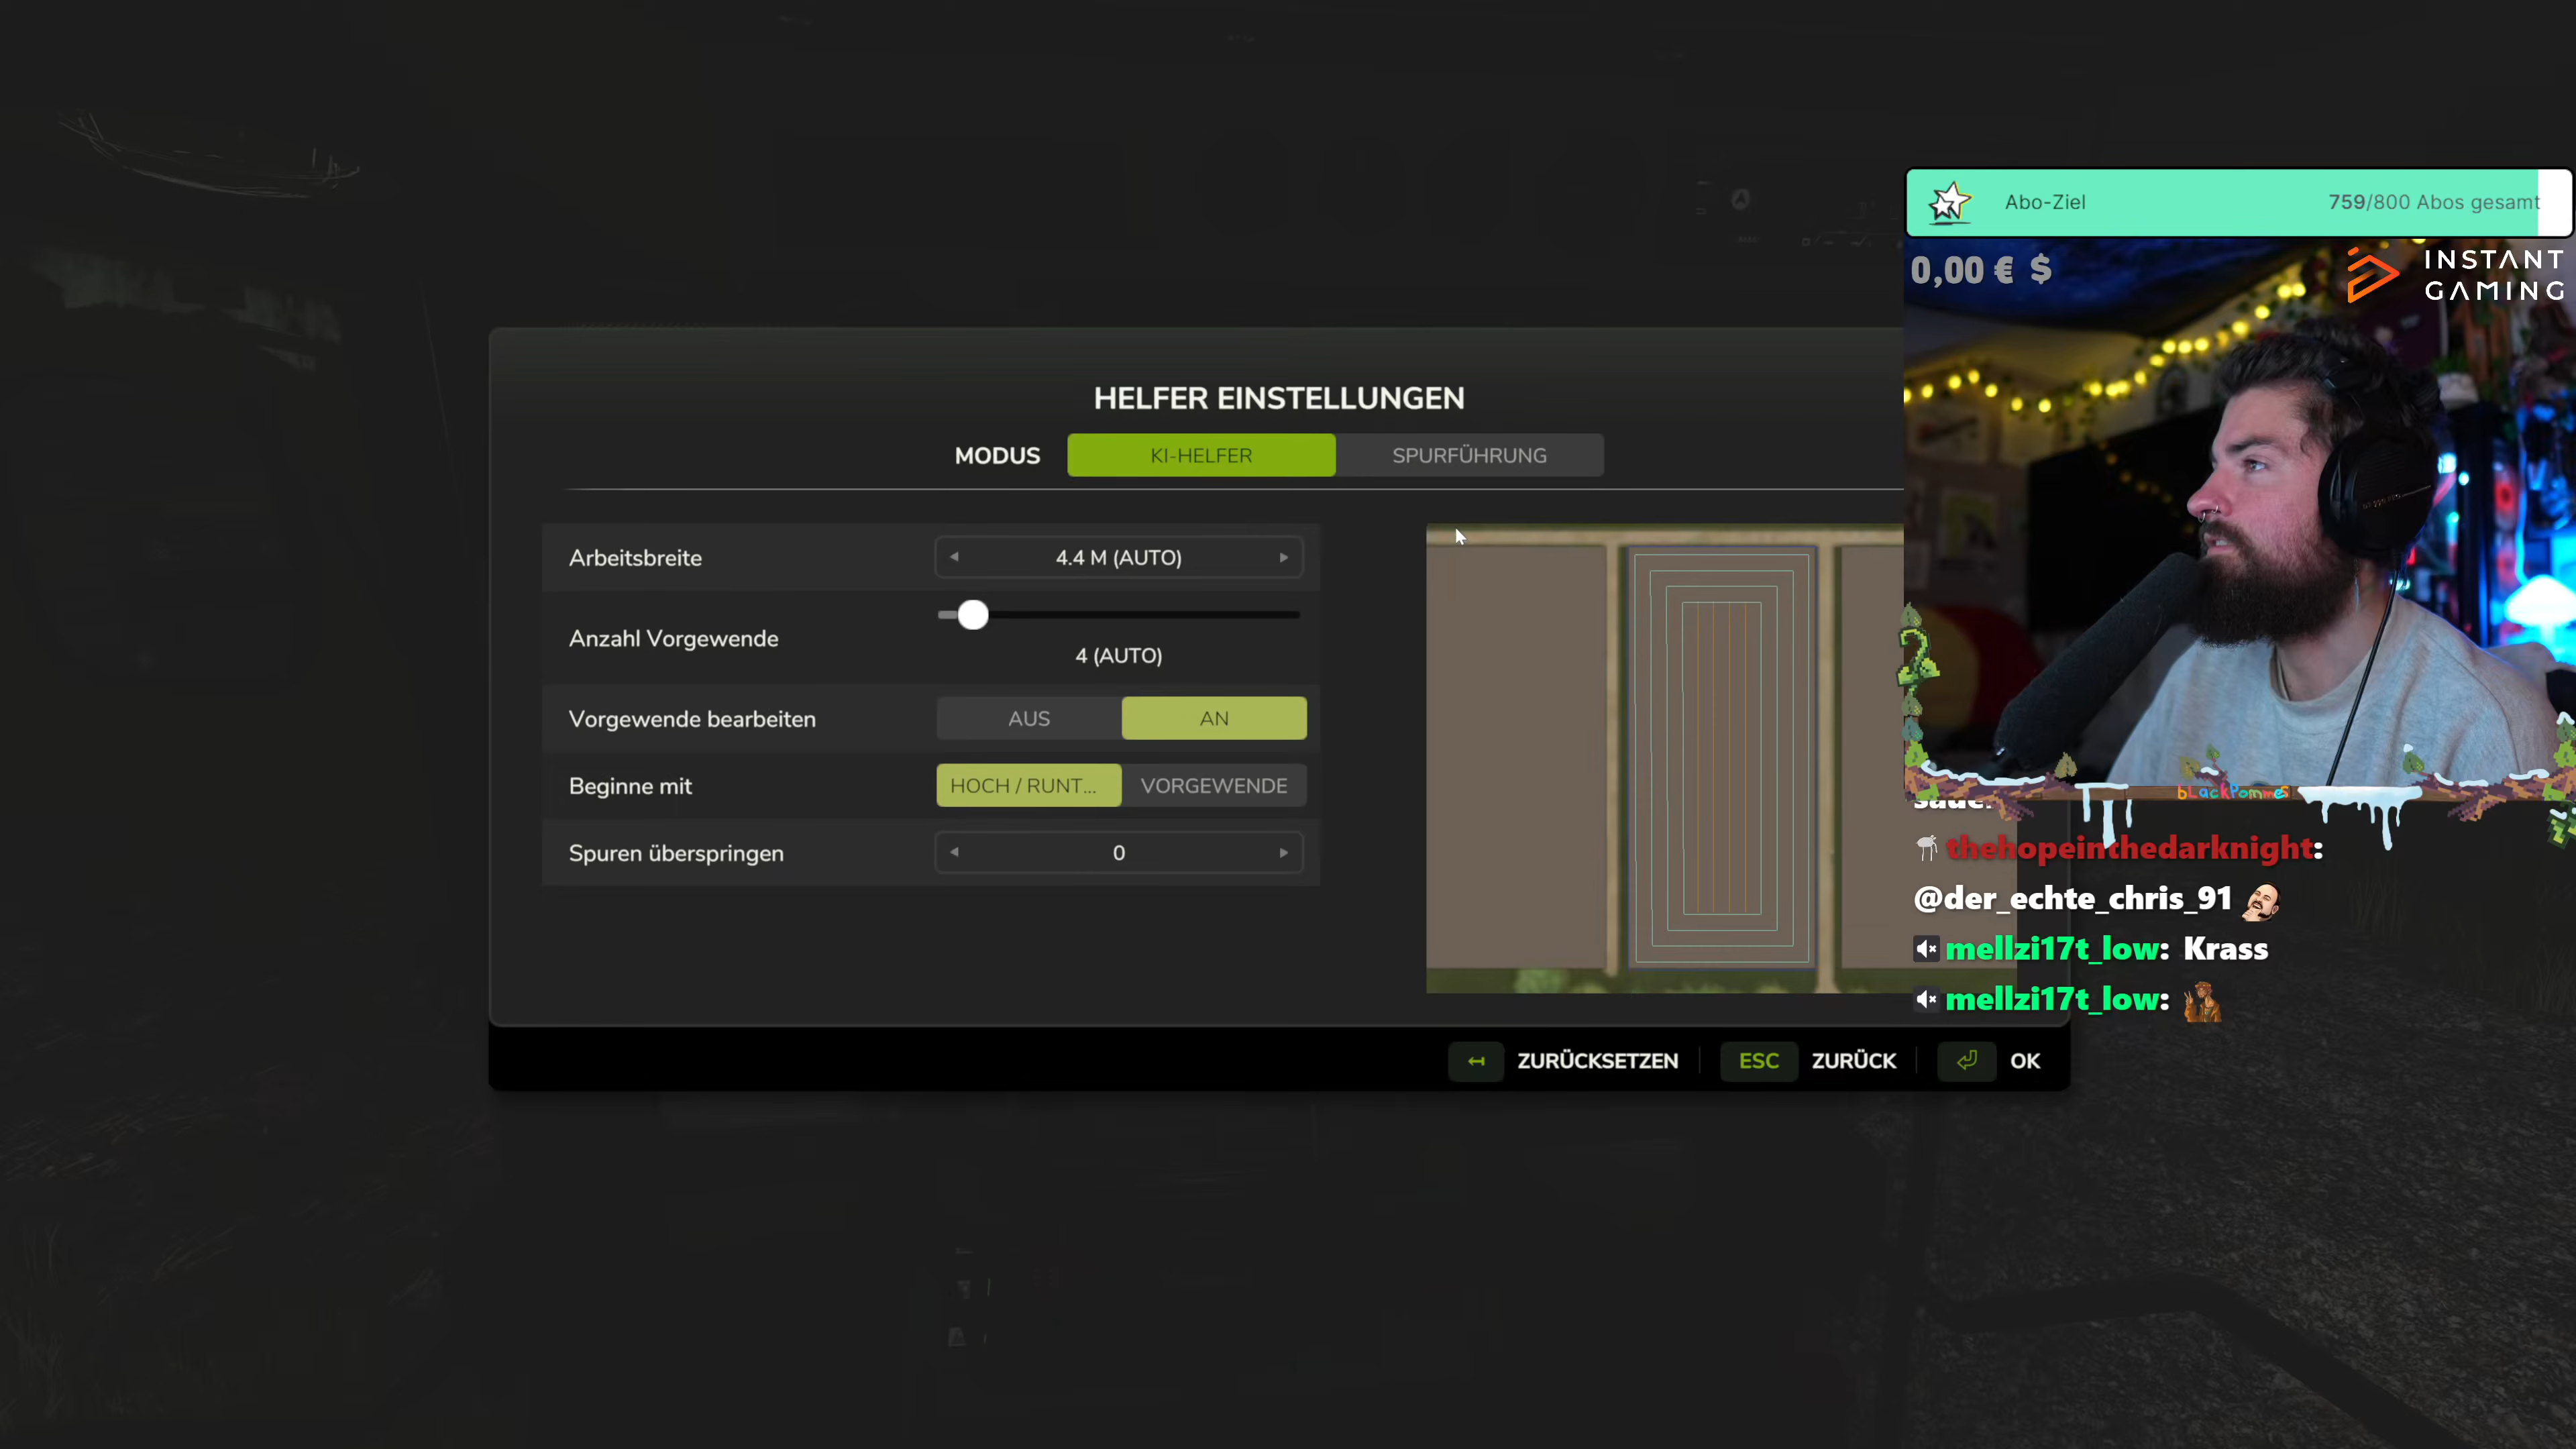 Abo-Ziel
759/800 Abos gesamt
0,00 € $
INSTANT
GAMING
HELFER EINSTELLUNGEN
MODUS
KI-HELFER
SPURFÜHRUNG
Arbeitsbreite
4.4 M (AUTO)
Anzahl Vorgewende
4 (AUTO)
Vorgewende bearbeiten
AUS
AN
Beginne mit
HOCH / RUNT...
VORGEWENDE
Spuren überspringen
0
bLackPommes
thehopeinthedarknight:
@der_echte_chris_91
mellzi17t_low: Krass
mellzi17t_low:
ZURÜCKSETZEN
ESC
ZURÜCK
OK